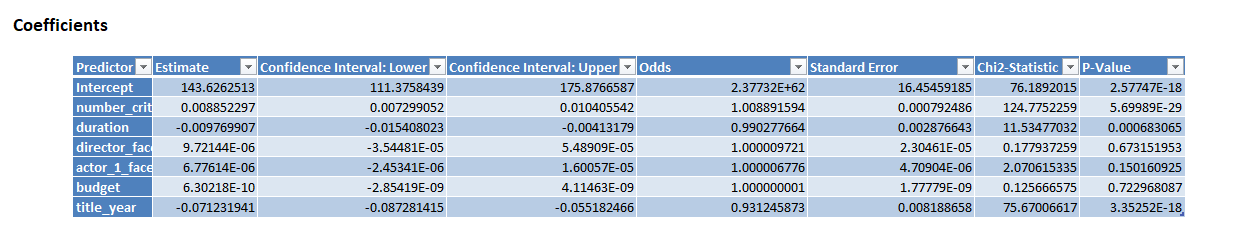 Coefficients
Predictor Estimate Confidence Interval: Lower Confidence Interval: Upper Odds Standard Error Chi2-Statistic P-Value
Intercept 143.6262513 111.3758439 175.8766587 2.37732E+62 16.45459185 76.1892015 2.57747E-18
number_crit 0.008852297 0.007299052 0.010405542 1.008891594 0.000792486 124.7752259 5.69989E-29
duration -0.009769907 -0.015408023 -0.00413179 0.990277664 0.002876643 11.53477032 0.000683065
director_fac 9.72144E-06 -3.54481E-05 5.48909E-05 1.000009721 2.30461E-05 0.177937259 0.673151953
actor_1_face 6.77614E-06 -2.45341E-06 1.60057E-05 1.000006776 4.70904E-06 2.070615335 0.150160925
budget 6.30218E-10 -2.85419E-09 4.11463E-09 1.000000001 1.77779E-09 0.125666575 0.722968087
title_year -0.071231941 -0.087281415 -0.055182466 0.931245873 0.008188658 75.67006617 3.35252E-18